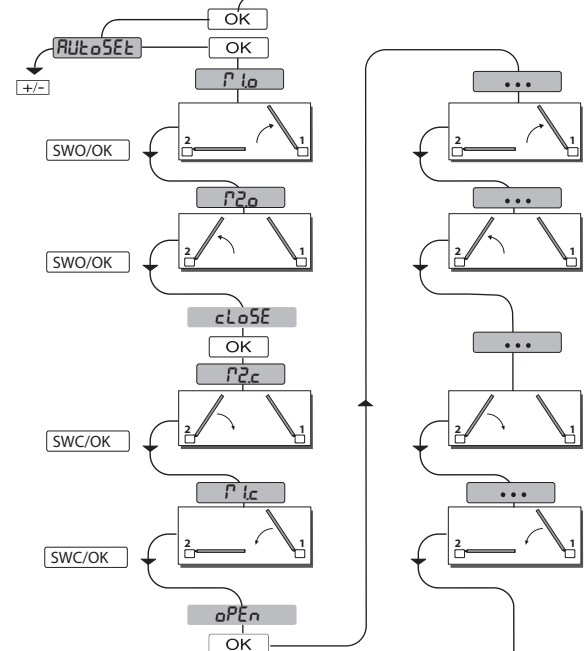 OK
AUtoSEt
OK
+/-
M1.o
2
1
SWO/OK
M2.o
2
1
SWO/OK
cLoSE
OK
M2.c
2
1
SWC/OK
M1.c
2
1
SWC/OK
oPEn
OK
...
2
1
...
2
1
...
2
1
...
2
1